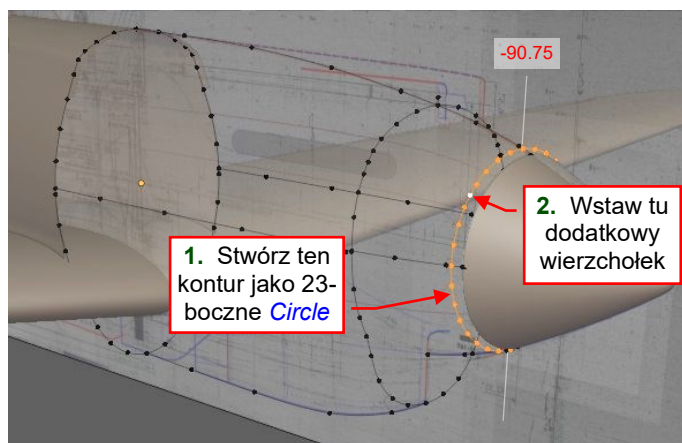 -90.75
1. Stwórz ten
kontur jako 23-
boczne Circle
2. Wstaw tu
dodatkowy
wierzchołek